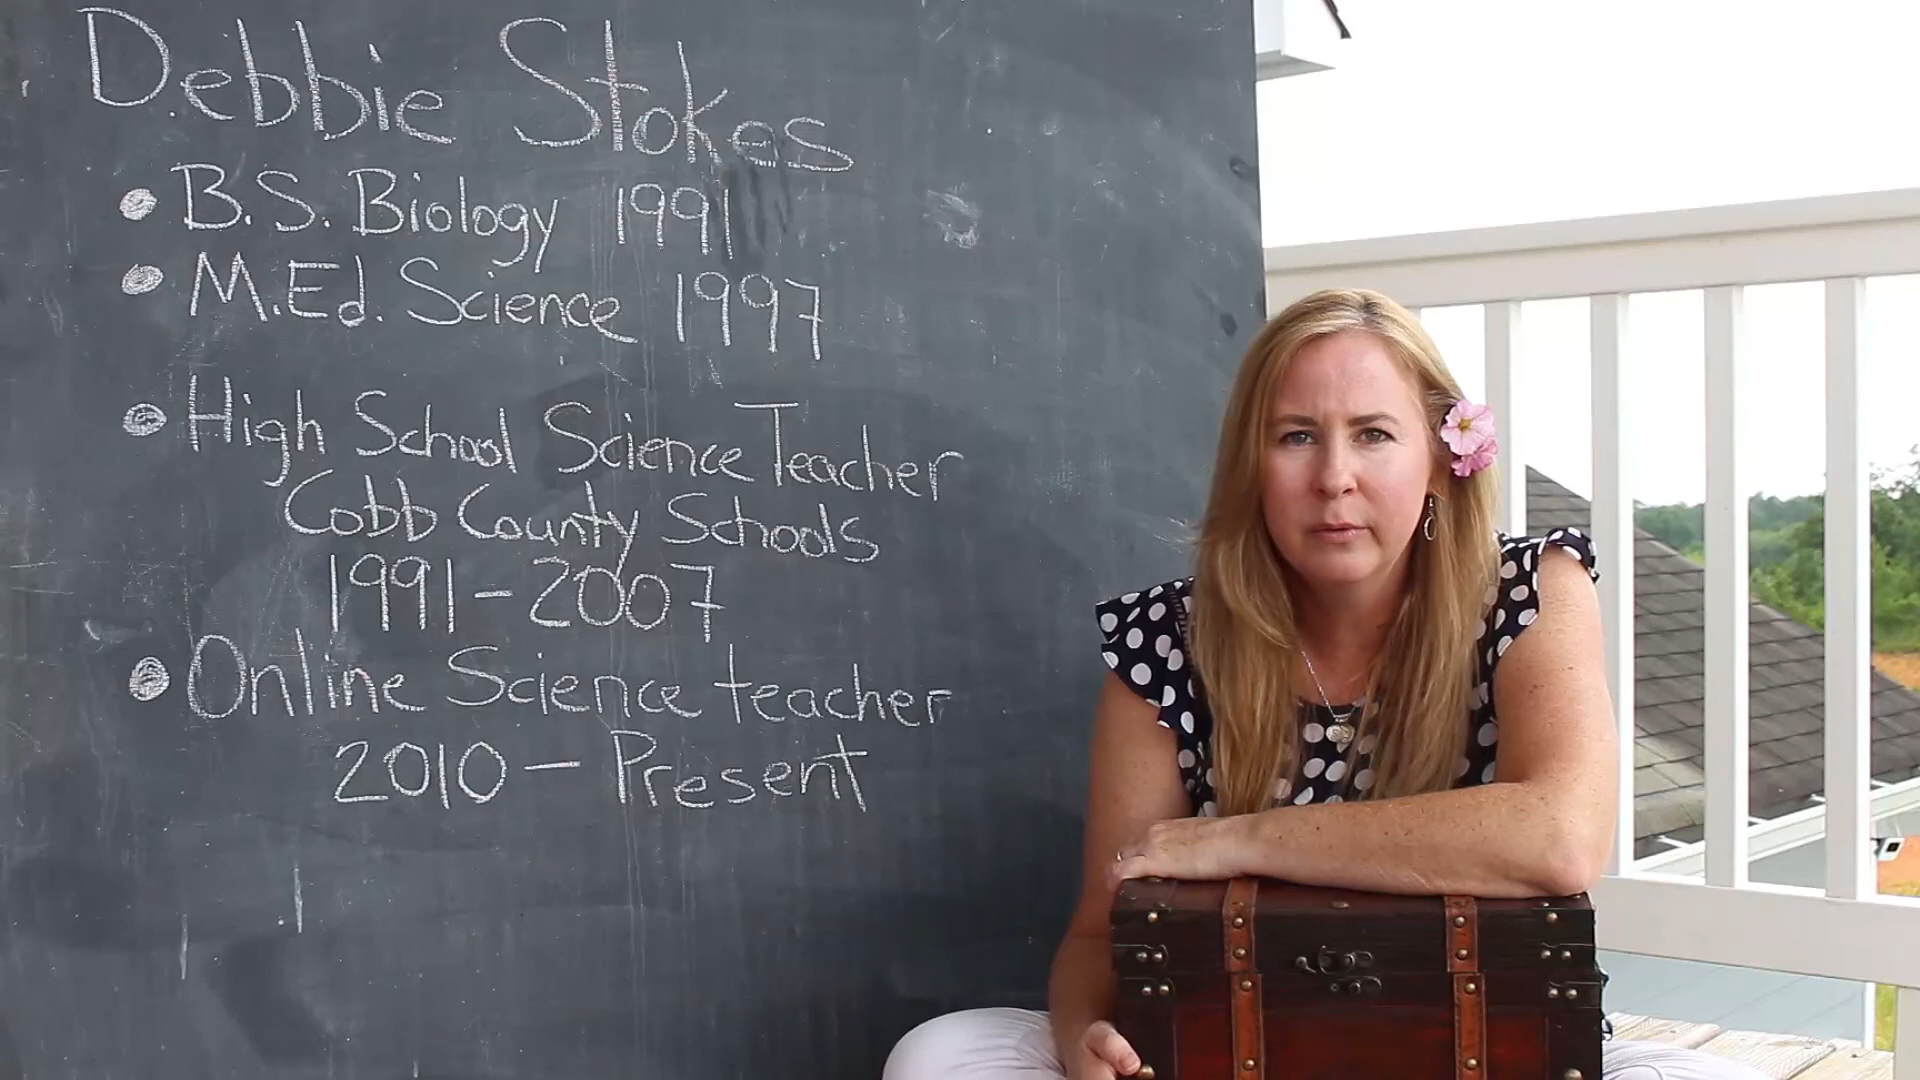 Debbie Stokes
• B.S. Biology 1991
• M.Ed. Science 1997
• High School Science Teacher
Cobb County Schools
1991-2007
• Online Science teacher
2010 - Present